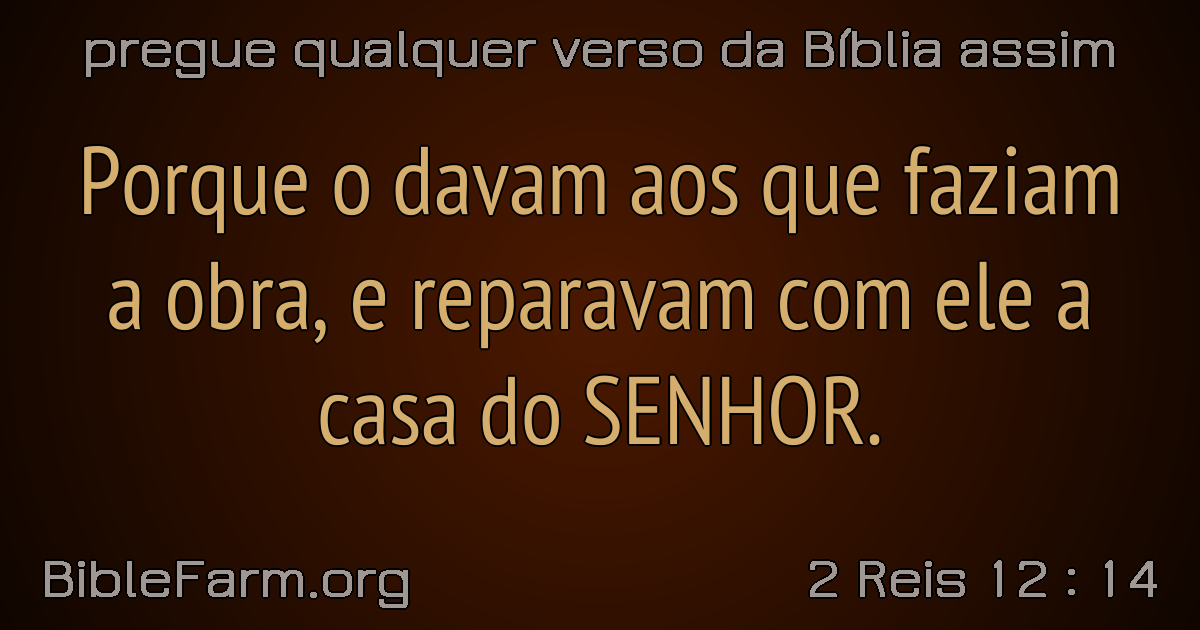 pregue qualquer verso da Bíblia assim
Porque o davam aos que faziam
a obra, e reparavam com ele a
casa do SENHOR.
BibleFarm.org
2 Reis 12 : 14